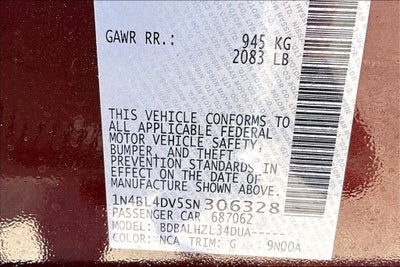 GAWR RR.: 945 KG
2083 LB
THIS VEHICLE CONFORMS TO
ALL APPLICABLE FEDERAL
MOTOR VEHICLE SAFETY,
BUMPER, AND THEFT
PREVENTION STANDARDS IN
EFFECT ON THE DATE OF
MANUFACTURE SHOWN ABOVE.
1N4BL4DV5SN306328
PASSENGER CAR 687062
MODEL: BDBALHZL34DUA-----
COLOR: NCA TRIM: G - 9N00A